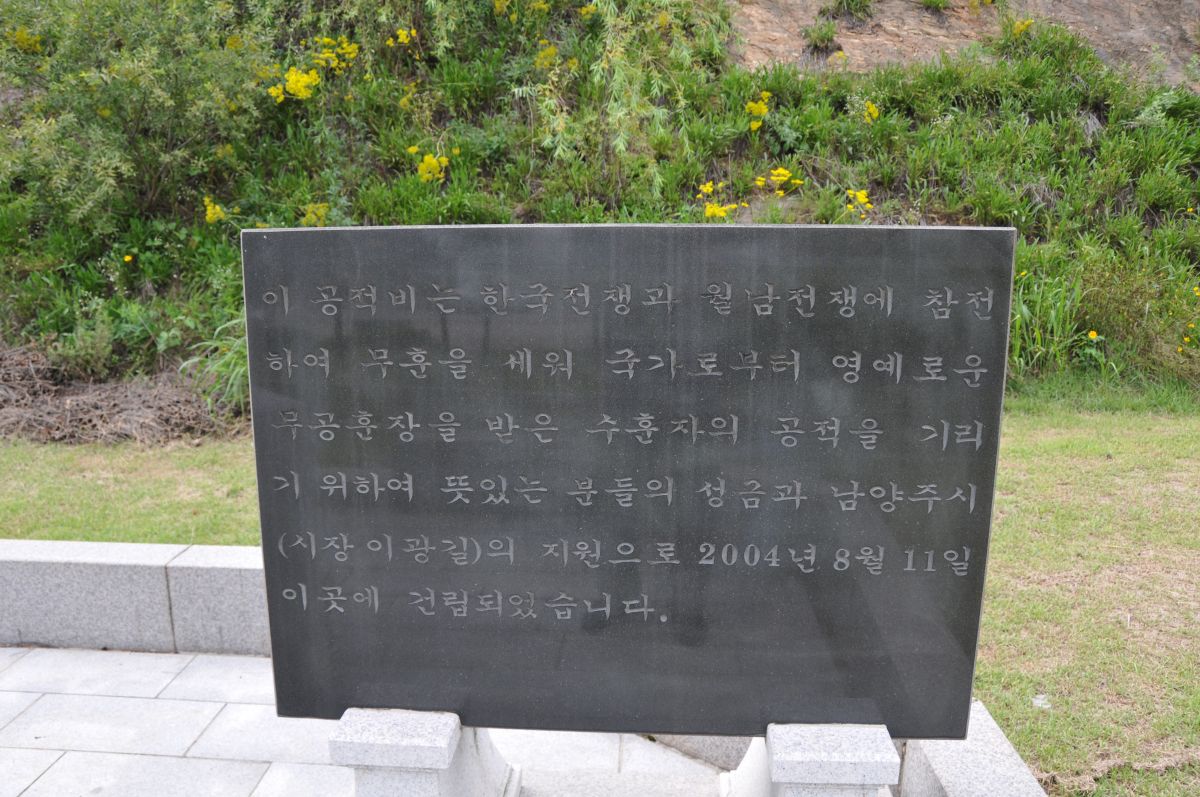 이 공적비는 한국전쟁과 월남전쟁에 참전
하여 무훈을 세워 국가로부터 영예로운
무공훈장을 받은 수훈자의 공적을 기리
기 위하여 뜻있는 분들의 성금과 남양주시
(시장 이광길)의 지원으로 2004년 8월 11일
이곳에 건립되었습니다.